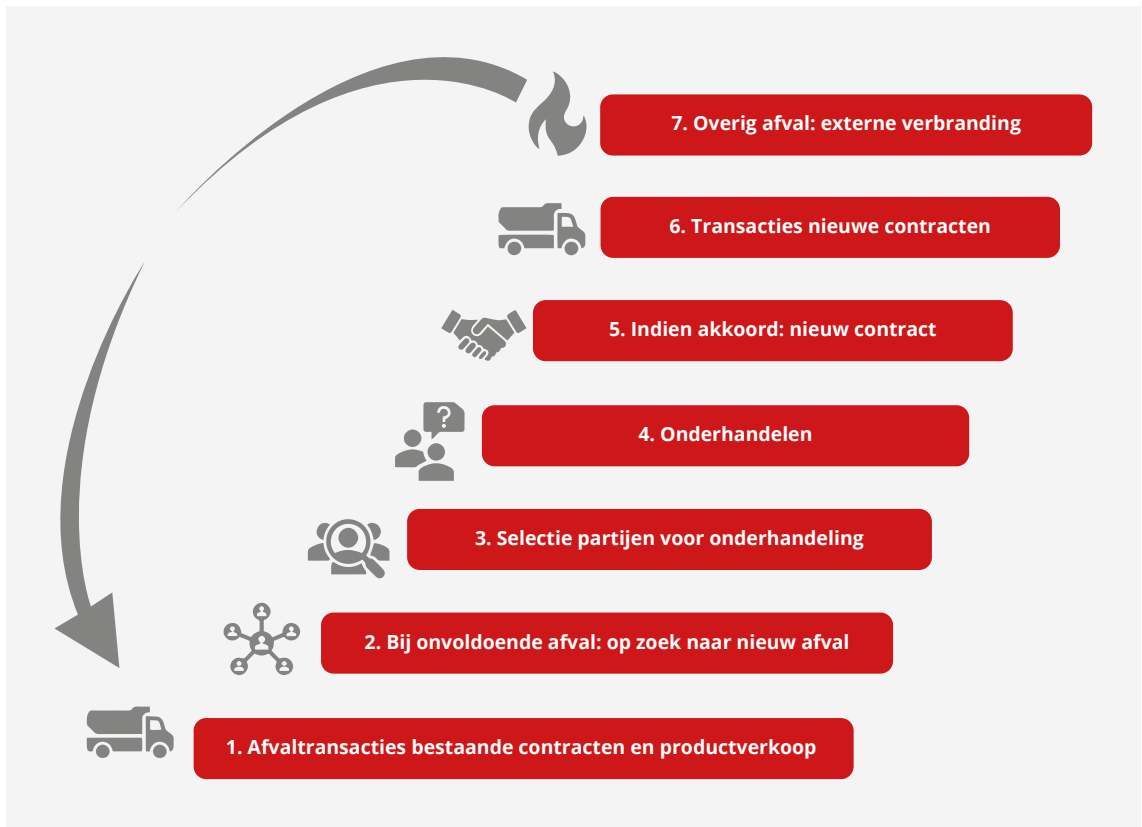 7. Overig afval: externe verbranding
6. Transacties nieuwe contracten
5. Indien akkoord: nieuw contract
?
4. Onderhandelen
3. Selectie partijen voor onderhandeling
2. Bij onvoldoende afval: op zoek naar nieuw afval
1. Afvaltransacties bestaande contracten en productverkoop